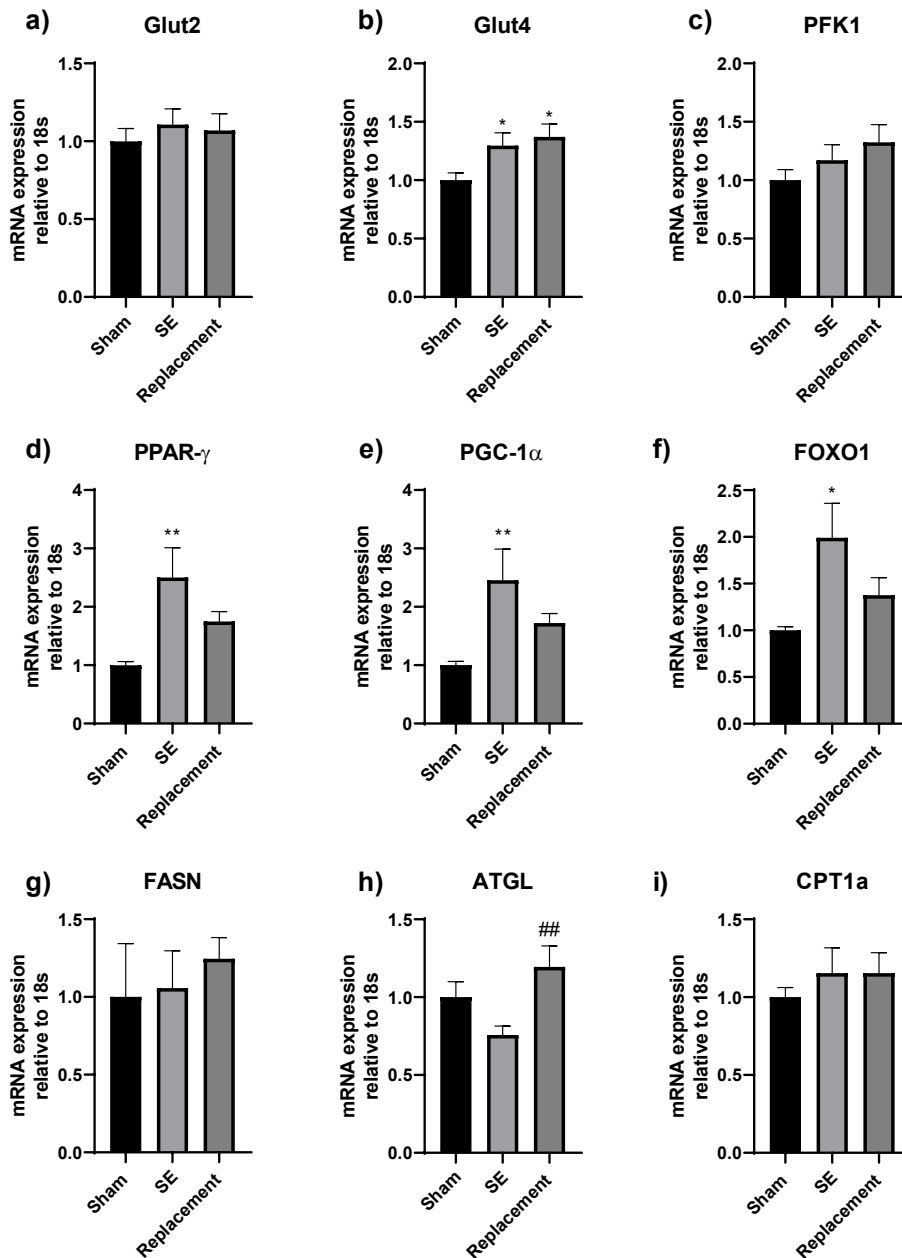 a) Glut2
mRNA expression
relative to 18s
1.5
1.0
0.5
0.0
Sham
SE
Replacement
b) Glut4
mRNA expression
relative to 18s
2.0
1.5
1.0
0.5
0.0
* *
Sham
SE
Replacement
c) PFK1
mRNA expression
relative to 18s
2.0
1.5
1.0
0.5
0.0
Sham
SE
Replacement
d) PPAR-γ
mRNA expression
relative to 18s
4
3
2
1
0
**
Sham
SE
Replacement
e) PGC-1α
mRNA expression
relative to 18s
4
3
2
1
0
**
Sham
SE
Replacement
f) FOXO1
mRNA expression
relative to 18s
2.5
2.0
1.5
1.0
0.5
0.0
*
Sham
SE
Replacement
g) FASN
mRNA expression
relative to 18s
1.5
1.0
0.5
0.0
Sham
SE
Replacement
h) ATGL
mRNA expression
relative to 18s
1.5
1.0
0.5
0.0
##
Sham
SE
Replacement
i) CPT1a
mRNA expression
relative to 18s
1.5
1.0
0.5
0.0
Sham
SE
Replacement